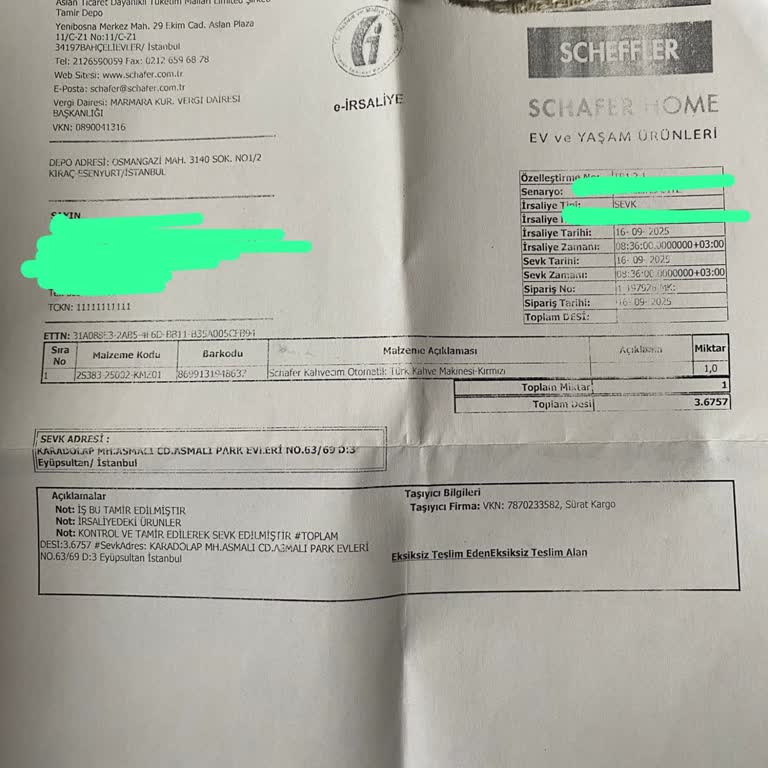 Aslan Ticaret Dayanıklı Tüketim Malları Limited Şirketi
Tamir Depo
Yenibosna Merkez Mah. 29 Ekim Cad. Aslan Plaza
11/C-Z1 No:11/C-Z1
34197BAHÇELİEVLER/ İstanbul
Tel: 2126590059 Fax: 0212 659 68 78
Web Sitesi: www.schafer.com.tr
E-Posta: schafer@schafer.com.tr
Vergi Dairesi: MARMARA KUR. VERGİ DAİRESİ
BAŞKANLIĞI
VKN: 0890041316
e-İRSALİYE
SCHEFFLER
SCHAFER HOME
EV ve YAŞAM ÜRÜNLERİ
DEPO ADRESİ: OSMANGAZİ MAH. 3140 SOK. NO1/2
KIRAÇ ESENYURT/İSTANBUL
SAYIN
TCKN: 11111111111
Özelleştirme No:
Senaryo:
İrsaliye Tipi: SEVK
İrsaliye
İrsaliye Tarihi: 16- 09- 2025
İrsaliye Zamanı: 08:36:00.0000000+03:00
Sevk Tarihi: 16- 09- 2025
Sevk Zamanı: 08:36:00.0000000+03:00
Sipariş No:
Sipariş Tarihi: 16- 09- 2025
Toplam DESİ:
ETTN:
Sıra No Malzeme Kodu Barkodu Malzeme Açıklaması Açıklama Miktar
1 25383-25002-KMZ01 8699131948632 Schafer Kahvecim Otomatik Türk Kahve Makinesi-Kırmızı 1,0
Toplam Miktar 1
Toplam Desi 3.6757
SEVK ADRESİ :
KARADOLAP MH.ASMALI CD.ASMALI PARK EVLERİ NO.63/69 D:3
Eyüpsultan/ İstanbul
Açıklamalar
Not: İŞ BU TAMİR EDİLMİŞTİR
Not: İRSALİYEDEKİ ÜRÜNLER
Not: KONTROL VE TAMİR EDİLEREK SEVK EDİLMİŞTİR #TOPLAM
DESİ:3.6757 #SevkAdres: KARADOLAP MH.ASMALI CD.ASMALI PARK EVLERİ
NO.63/69 D:3 Eyüpsultan İstanbul
Taşıyıcı Bilgileri
Taşıyıcı Firma: VKN: 7870233582, Sürat Kargo
Eksiksiz Teslim EdenEksiksiz Teslim Alan